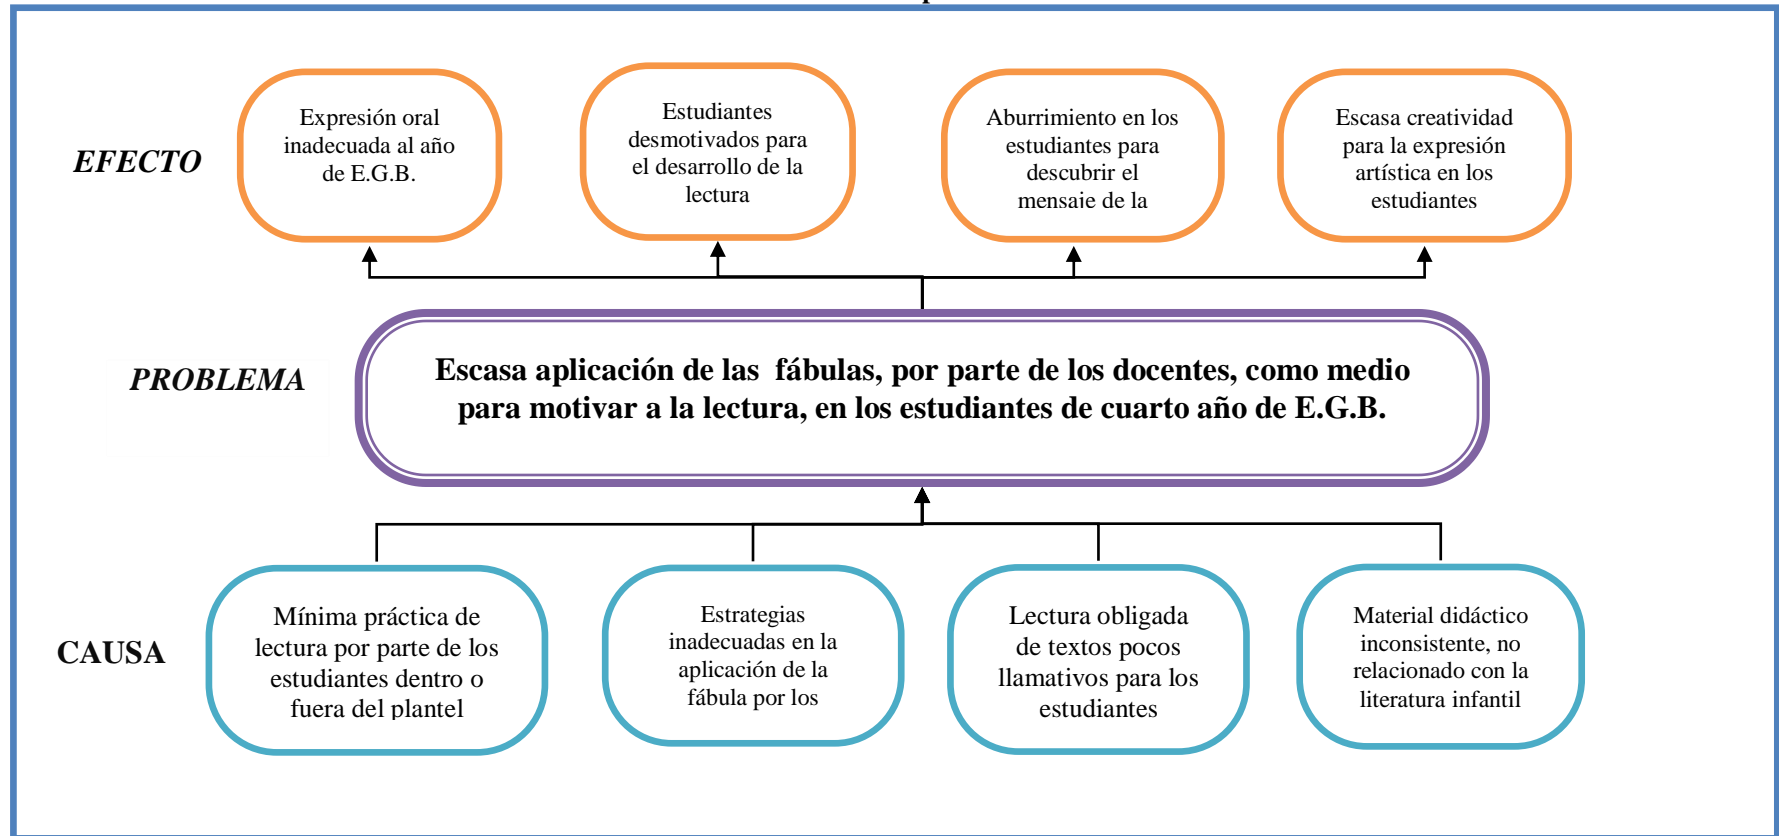 Expresión oral
inadecuada al año
de E.G.B.
Estudiantes
desmotivados para
el desarrollo de la
lectura
Aburrimiento en los
estudiantes para
descubrir el
mensaje de la
Escasa creatividad
para la expresión
artística en los
estudiantes
EFECTO
PROBLEMA
Escasa aplicación de las fábulas, por parte de los docentes, como medio
para motivar a la lectura, en los estudiantes de cuarto año de E.G.B.
CAUSA
Mínima práctica de
lectura por parte de los
estudiantes dentro o
fuera del plantel
Estrategias
inadecuadas en la
aplicación de la
fábula por los
Lectura obligada
de textos pocos
llamativos para los
estudiantes
Material didáctico
inconsistente, no
relacionado con la
literatura infantil